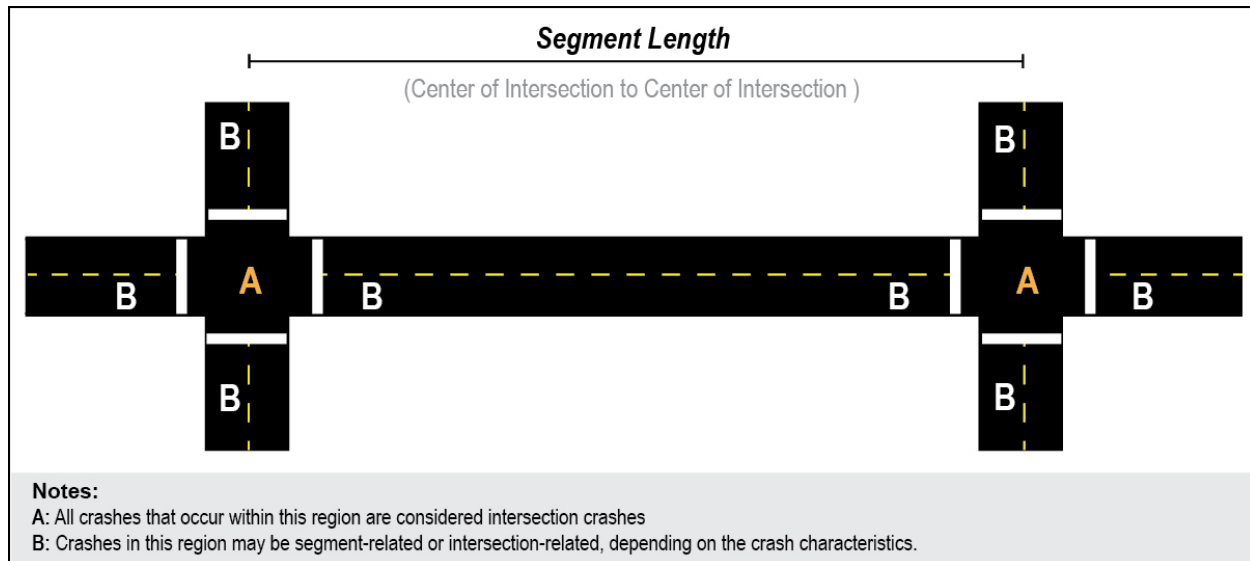 Segment Length
(Center of Intersection to Center of Intersection )
B
B
A
A
B
B
B
B
B
B
Notes:
A: All crashes that occur within this region are considered intersection crashes
B: Crashes in this region may be segment-related or intersection-related, depending on the crash characteristics.